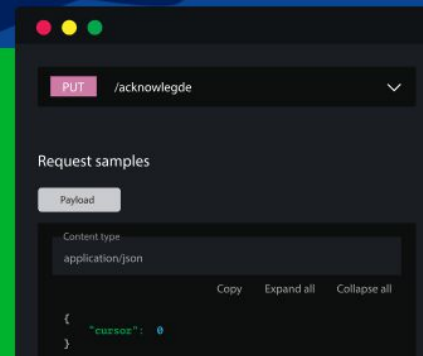 PUT /acknowlegde
Request samples
Payload
Content type
application/json
Copy Expand all Collapse all
{
"cursor": 0
}